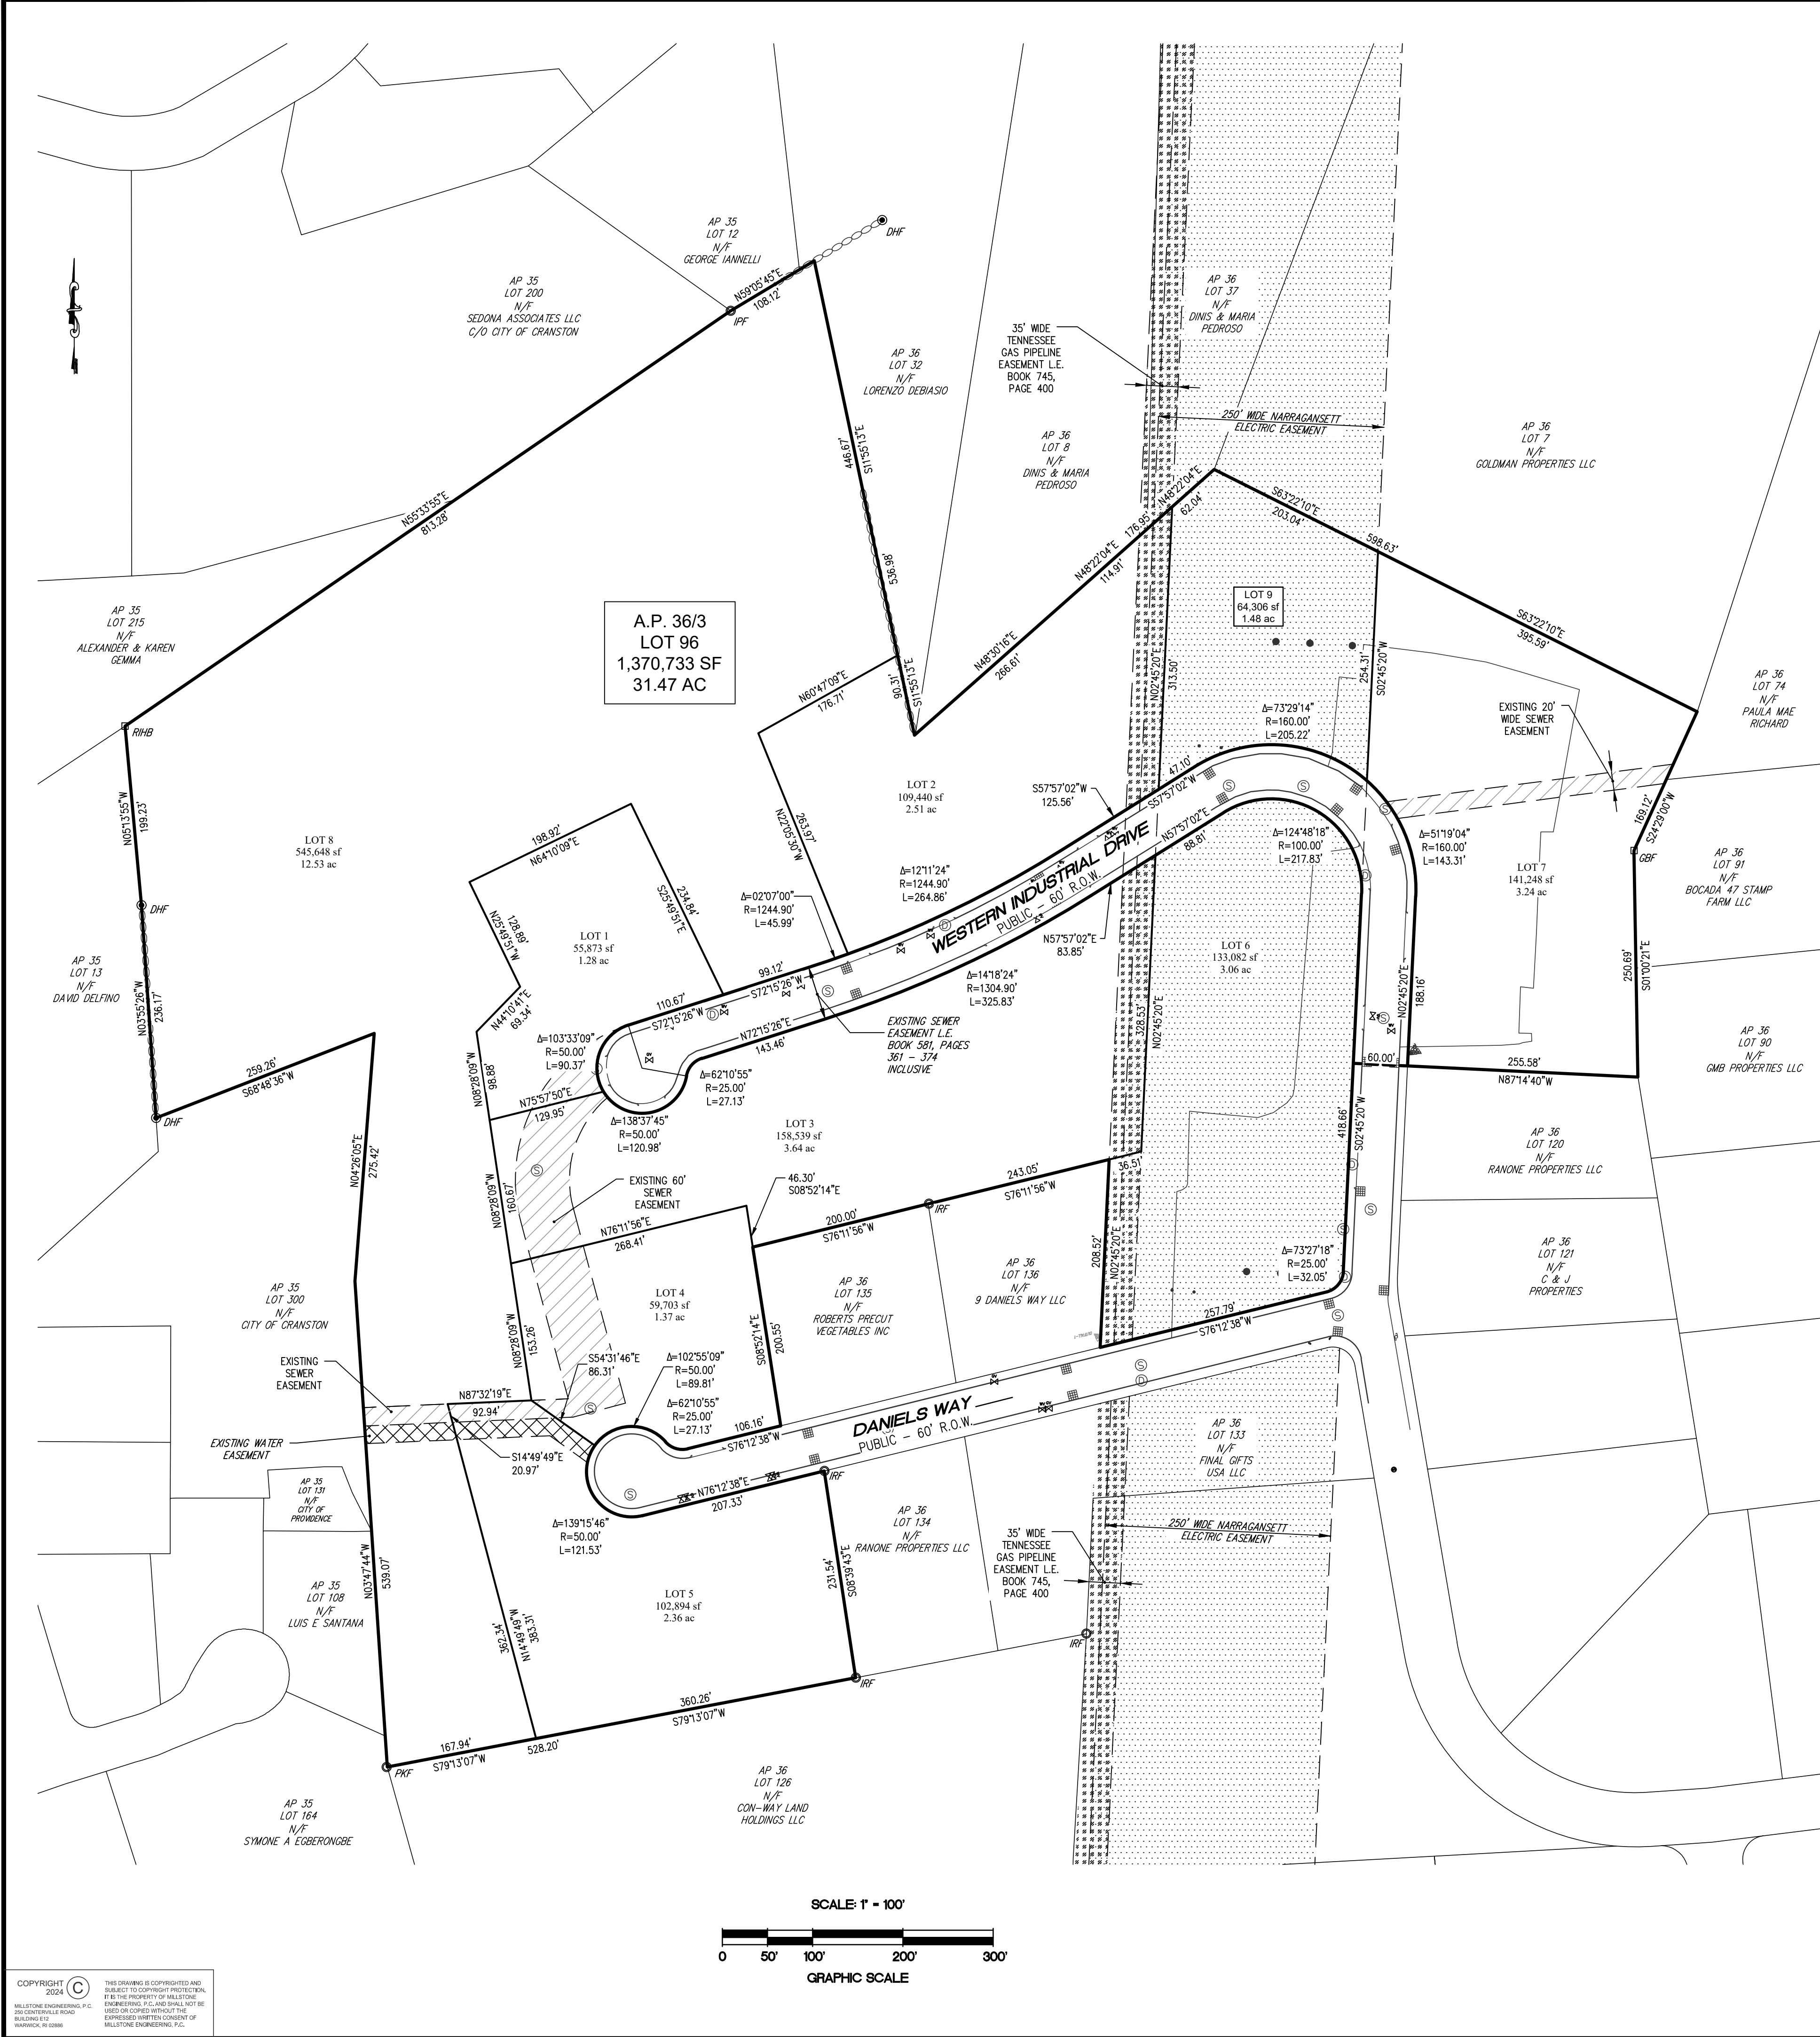 AP 35
LOT 12
N/F
GEORGE IANNELLI
DHF
N59°05'45"E
108.12'
IPF
AP 35
LOT 200
N/F
SEDONA ASSOCIATES LLC
C/O CITY OF CRANSTON
AP 36
LOT 37
N/F
DINIS & MARIA
PEDROSO
35' WIDE
TENNESSEE
GAS PIPELINE
EASEMENT L.E.
BOOK 745,
PAGE 400
AP 36
LOT 32
N/F
LORENZO DEBIASIO
250' WIDE NARRAGANSETT
ELECTRIC EASEMENT
AP 36
LOT 8
N/F
DINIS & MARIA
PEDROSO
AP 36
LOT 7
N/F
GOLDMAN PROPERTIES LLC
446.67'
S11°55'13"E
N55°33'55"E
813.28'
N48°22'04"E
62.04'
176.95'
S63°22'10"E
203.04'
598.63'
536.98'
N48°22'04"E
114.91'
AP 35
LOT 215
N/F
ALEXANDER & KAREN
GEMMA
A.P. 36/3
LOT 96
1,370,733 SF
31.47 AC
LOT 9
64,306 sf
1.48 ac
S63°22'10"E
395.59'
N48°30'16"E
266.61'
N60°47'09"E
176.71'
90.31'
S11°55'13"E
N02°45'20"E
313.50'
254.31'
S02°45'20"W
AP 36
LOT 74
N/F
PAULA MAE
RICHARD
EXISTING 20'
WIDE SEWER
EASEMENT
Δ=73°29'14"
R=160.00'
L=205.22'
RIHB
LOT 2
109,440 sf
2.51 ac
47.10'
S57°57'02"W
S57°57'02"W
125.56'
N05°13'55"W
199.23'
LOT 8
545,648 sf
12.53 ac
198.92'
N64°10'09"E
263.97'
N22°05'30"W
WESTERN INDUSTRIAL DRIVE
PUBLIC - 60' R.O.W.
N57°57'02"E
88.81'
Δ=124°48'18"
R=100.00'
L=217.83'
Δ=51°19'04"
R=160.00'
L=143.31'
169.12'
S24°29'00"W
GBF
LOT 7
141,248 sf
3.24 ac
AP 36
LOT 91
N/F
BOCADA 47 STAMP
FARM LLC
DHF
Δ=12°11'24"
R=1244.90'
L=264.86'
Δ=02°07'00"
R=1244.90'
L=45.99'
234.84'
S25°49'51"E
128.89'
N25°49'51"W
LOT 1
55,873 sf
1.28 ac
N57°57'02"E
83.85'
LOT 6
133,082 sf
3.06 ac
AP 35
LOT 13
N/F
DAVID DELFINO
N03°55'26"W
236.17'
99.12'
S72°15'26"W
Δ=14°18'24"
R=1304.90'
L=325.83'
250.69'
S01°00'21"E
N02°45'20"E
188.16'
N44°10'41"E
69.34'
110.67'
S72°15'26"W
EXISTING SEWER
EASEMENT L.E.
BOOK 581, PAGES
361 - 374
INCLUSIVE
328.53'
N02°45'20"E
AP 36
LOT 90
N/F
GMB PROPERTIES LLC
Δ=103°33'09"
R=50.00'
L=90.37'
N72°15'26"E
143.46'
259.26'
S68°48'36"W
N08°28'09"W
98.88'
Δ=62°10'55"
R=25.00'
L=27.13'
60.00'
255.58'
N87°14'40"W
N75°57'50"E
129.95'
DHF
Δ=138°37'45"
R=50.00'
L=120.98'
LOT 3
158,539 sf
3.64 ac
418.66'
S02°45'20"W
AP 36
LOT 120
N/F
RANONE PROPERTIES LLC
N04°26'05"E
275.42'
N08°28'09"W
160.67'
EXISTING 60'
SEWER
EASEMENT
46.30'
S08°52'14"E
243.05'
S76°11'56"W
36.51'
200.00'
S76°11'56"W
IRF
N76°11'56"E
268.41'
208.52'
N02°45'20"E
Δ=73°27'18"
R=25.00'
L=32.05'
AP 36
LOT 121
N/F
C & J
PROPERTIES
AP 36
LOT 136
N/F
9 DANIELS WAY LLC
AP 35
LOT 300
N/F
CITY OF CRANSTON
LOT 4
59,703 sf
1.37 ac
AP 36
LOT 135
N/F
ROBERTS PRECUT
VEGETABLES INC
257.79'
S76°12'38"W
N08°28'09"W
153.26'
S08°52'14"E
200.55'
EXISTING
SEWER
EASEMENT
S54°31'46"E
86.31'
Δ=102°55'09"
R=50.00'
L=89.81'
N87°32'19"E
92.94'
Δ=62°10'55"
R=25.00'
L=27.13'
106.16'
S76°12'38"W
DANIELS WAY
PUBLIC - 60' R.O.W.
EXISTING WATER
EASEMENT
S14°49'49"E
20.97'
AP 36
LOT 133
N/F
FINAL GIFTS
USA LLC
AP 35
LOT 131
N/F
CITY OF
PROVIDENCE
N76°12'38"E
207.33'
IRF
Δ=139°15'46"
R=50.00'
L=121.53'
AP 36
LOT 134
N/F
RANONE PROPERTIES LLC
250' WIDE NARRAGANSETT
ELECTRIC EASEMENT
35' WIDE
TENNESSEE
GAS PIPELINE
EASEMENT L.E.
BOOK 745,
PAGE 400
N03°47'44"W
539.07'
AP 35
LOT 108
N/F
LUIS E SANTANA
231.54'
S08°39'43"E
LOT 5
102,894 sf
2.36 ac
362.34'
N14°49'49"W
383.31'
IRF
IRF
360.26'
S79°13'07"W
167.94'
S79°13'07"W
528.20'
PKF
AP 36
LOT 126
N/F
CON-WAY LAND
HOLDINGS LLC
AP 35
LOT 164
N/F
SYMONE A EGBERONGBE
SCALE: 1" = 100'
0 50' 100' 200' 300'
GRAPHIC SCALE
COPYRIGHT C
2024
MILLSTONE ENGINEERING, P.C.
250 CENTERVILLE ROAD
BUILDING E12
WARWICK, RI 02886
THIS DRAWING IS COPYRIGHTED AND
SUBJECT TO COPYRIGHT PROTECTION.
IT IS THE PROPERTY OF MILLSTONE
ENGINEERING, P.C. AND SHALL NOT BE
USED OR COPIED WITHOUT THE
EXPRESSED WRITTEN CONSENT OF
MILLSTONE ENGINEERING, P.C.